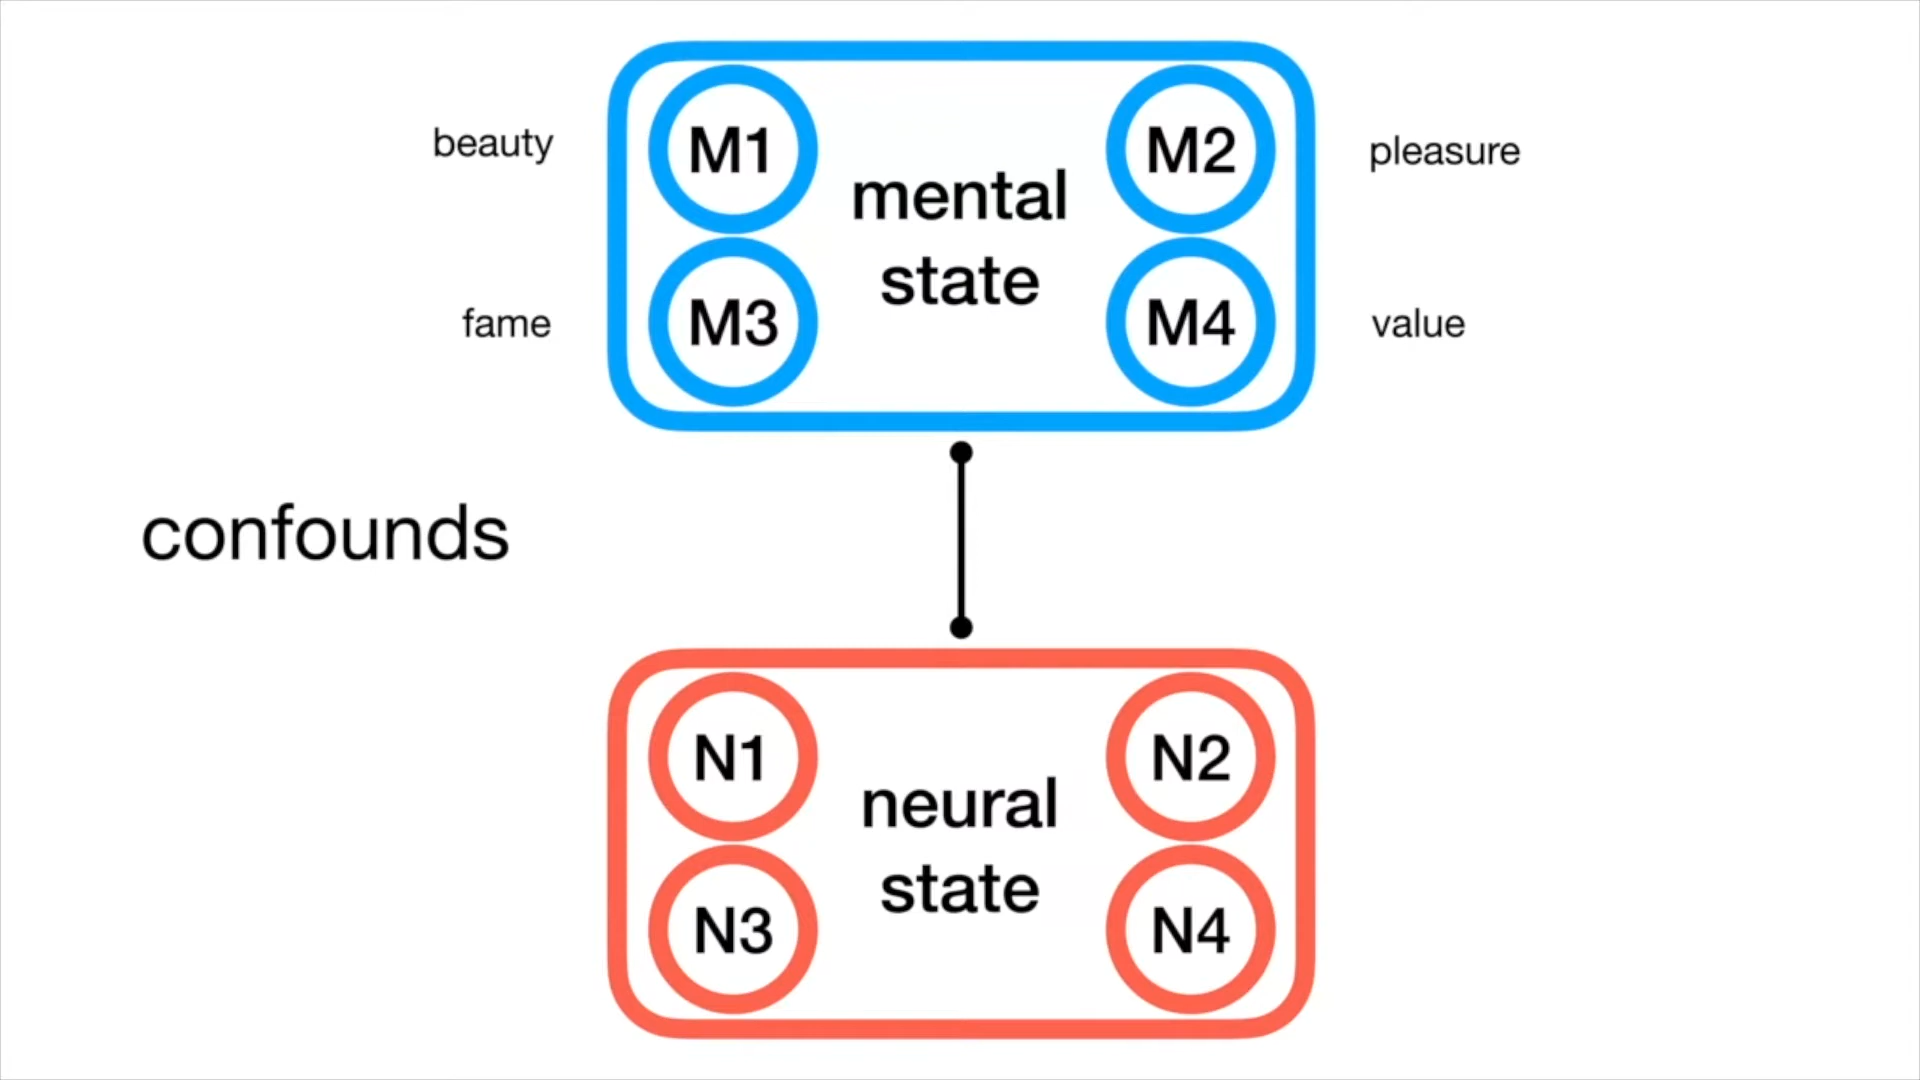 beauty
M1
M2
pleasure
mental
state
fame
M3
M4
value
confounds
N1
N2
neural
state
N3
N4